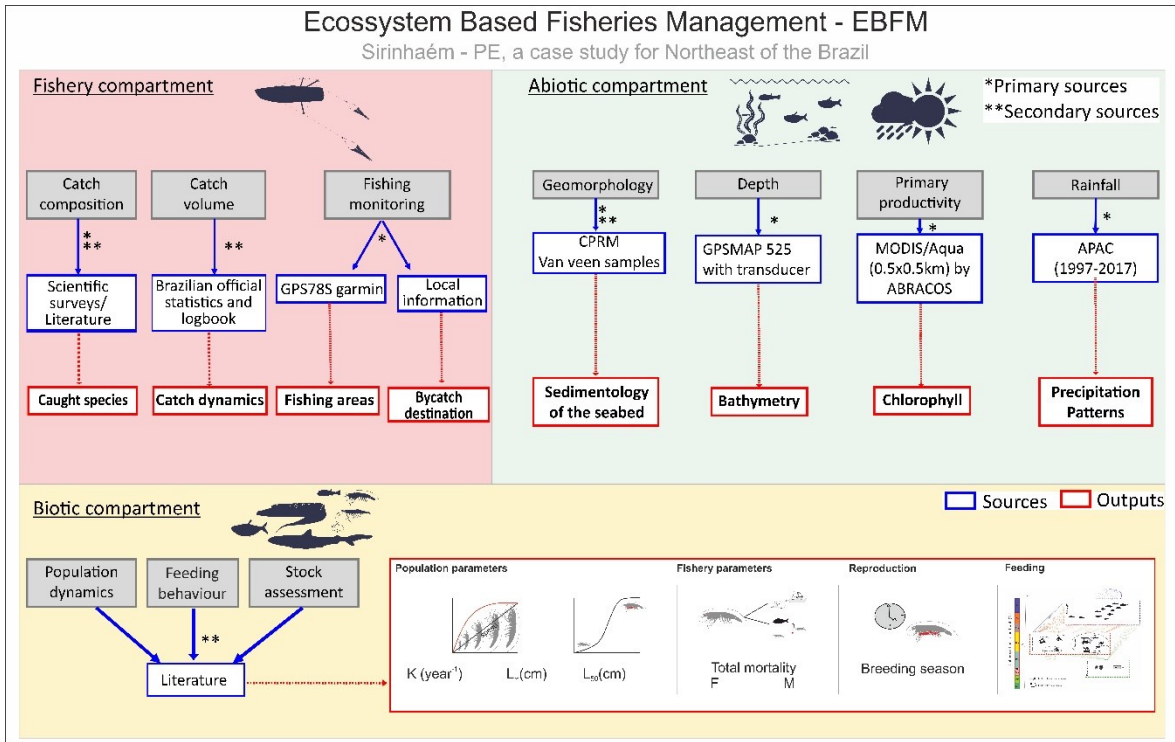 Ecossystem Based Fisheries Management - EBFM
Sirinhaém - PE, a case study for Northeast of the Brazil
Fishery compartment
Catch
composition
Catch
volume
Fishing
monitoring
*
**
**
*
Scientific
surveys/
Literature
Brazilian official
statistics and
logbook
GPS78S garmin
Local
information
Caught species
Catch dynamics
Fishing areas
Bycatch
destination
Abiotic compartment
*Primary sources
**Secondary sources
Geomorphology
Depth
Primary
productivity
Rainfall
*
**
*
*
*
CPRM
Van veen samples
GPSMAP 525
with transducer
MODIS/Aqua
(0.5x0.5km) by
ABRACOS
APAC
(1997-2017)
Sedimentology
of the seabed
Bathymetry
Chlorophyll
Precipitation
Patterns
Biotic compartment
Sources
Outputs
Population
dynamics
Feeding
behaviour
Stock
assessment
**
Literature
Population parameters
K (year-1)
L∞(cm)
L50(cm)
Fishery parameters
Total mortality
F M
Reproduction
Breeding season
Feeding